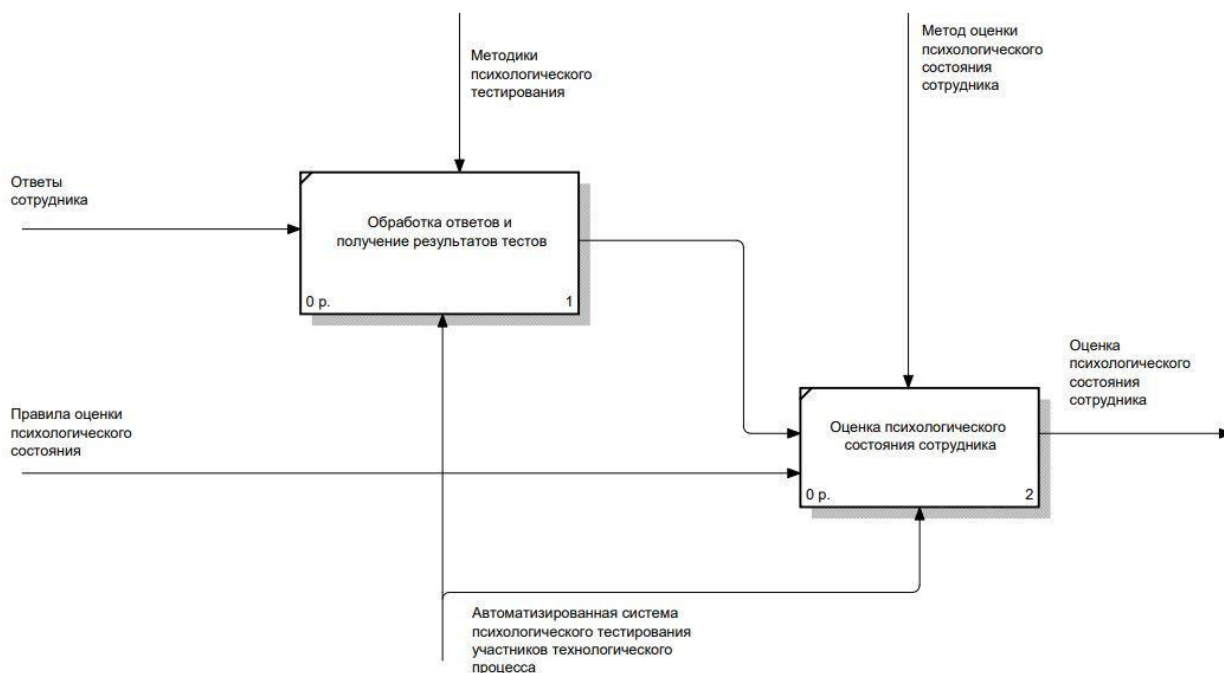 Методики
психологического
тестирования
Метод оценки
психологического
состояния
сотрудника
Ответы
сотрудника
Обработка ответов и
получение результатов тестов
0 р.
1
Оценка
психологического
состояния
сотрудника
Правила оценки
психологического
состояния
Оценка психологического
состояния сотрудника
0 р.
2
Автоматизированная система
психологического тестирования
участников технологического
процесса